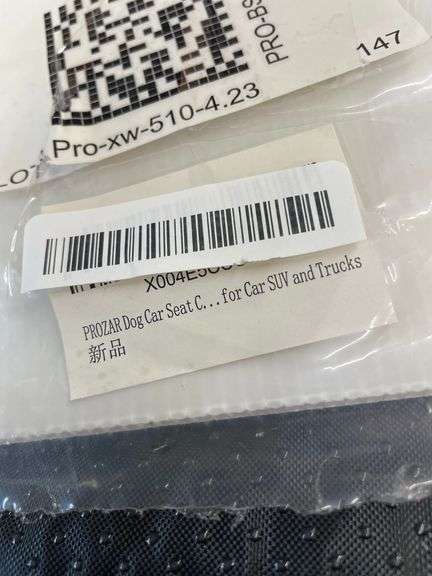 Pro-xw-510-4.23
PRO-BS
147
PROZAR Dog Car Seat C... for Car SUV and Trucks
新品